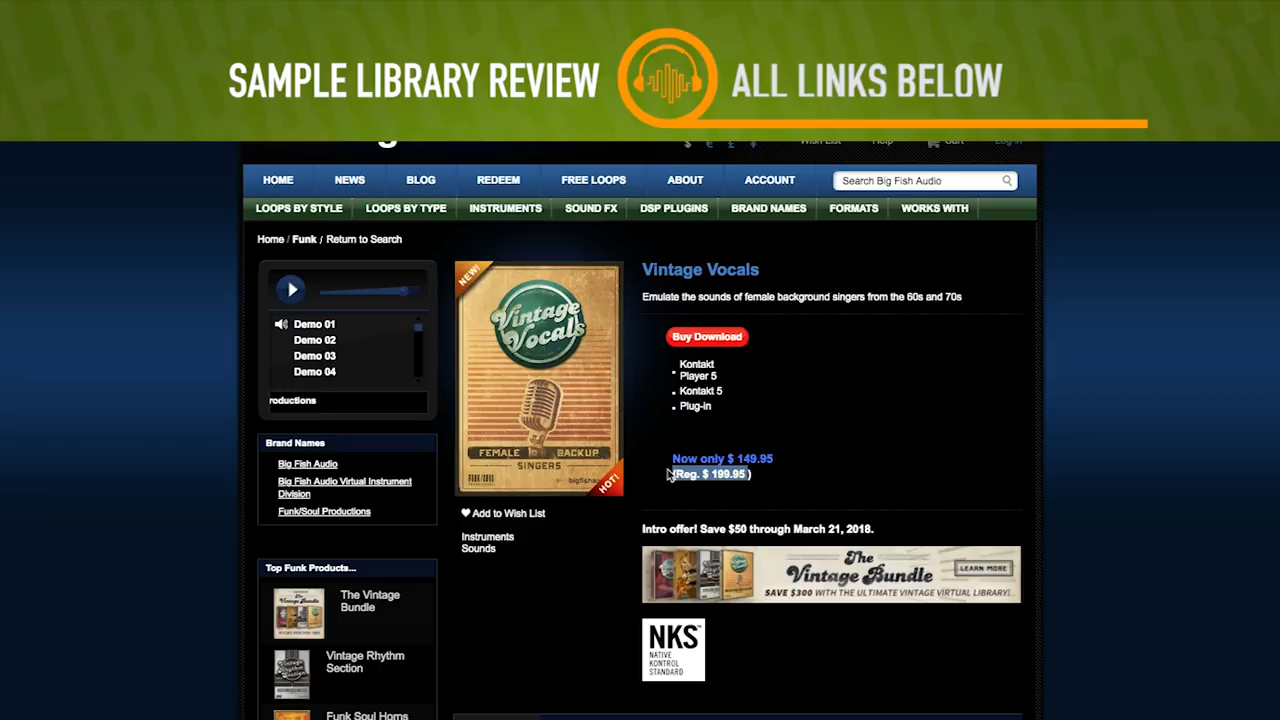 SAMPLE LIBRARY REVIEW
ALL LINKS BELOW
Wish List
Help
Cart
Log in
HOME
NEWS
BLOG
REDEEM
FREE LOOPS
ABOUT
ACCOUNT
Search Big Fish Audio
LOOPS BY STYLE
LOOPS BY TYPE
INSTRUMENTS
SOUND FX
DSP PLUGINS
BRAND NAMES
FORMATS
WORKS WITH
Home / Funk / Return to Search
Demo 01
Demo 02
Demo 03
Demo 04
roductions
Brand Names
Big Fish Audio
Big Fish Audio Virtual Instrument
Division
Funk/Soul Productions
Top Funk Products...
The Vintage
Bundle
Vintage Rhythm
Section
Funk Soul Horns
NEW!
Vintage
Vocals
FEMALE BACKUP
SINGERS
HOT!
Add to Wish List
Instruments
Sounds
Vintage Vocals
Emulate the sounds of female background singers from the 60s and 70s
Buy Download
Kontakt
Player 5
Kontakt 5
Plug-in
Now only $ 149.95
(Reg. $ 199.95 )
Intro offer! Save $50 through March 21, 2018.
The
Vintage Bundle
LEARN MORE
SAVE $300 WITH THE ULTIMATE VINTAGE VIRTUAL LIBRARY!
NKS
NATIVE
KONTROL
STANDARD